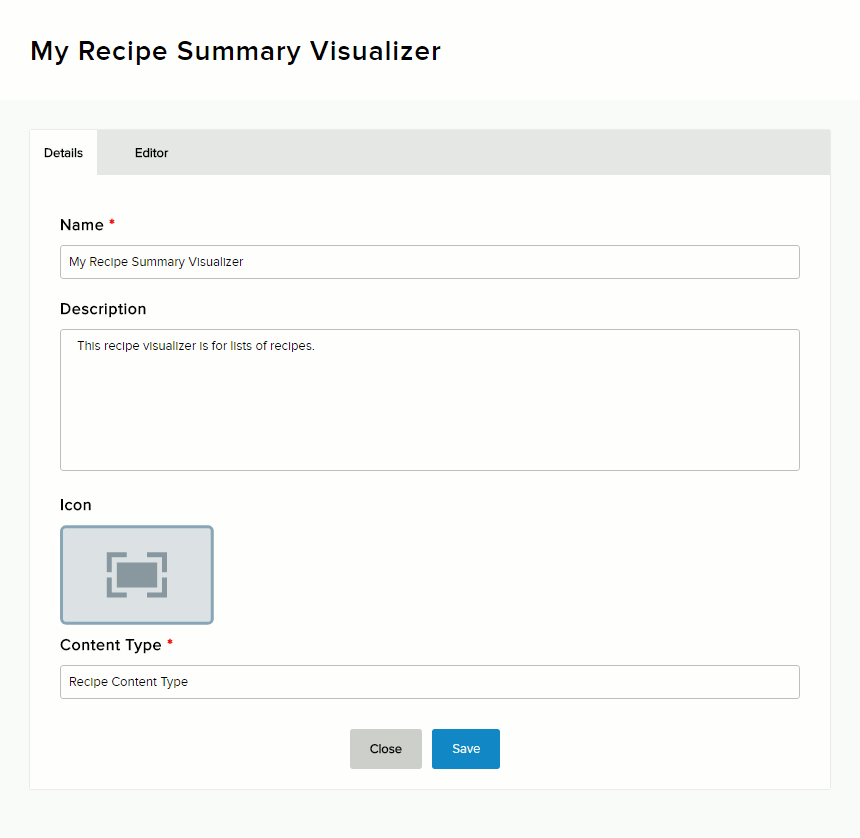 My Recipe Summary Visualizer
Details Editor
Name *
My Recipe Summary Visualizer
Description
This recipe visualizer is for lists of recipes.
Icon
Content Type *
Recipe Content Type
Close Save